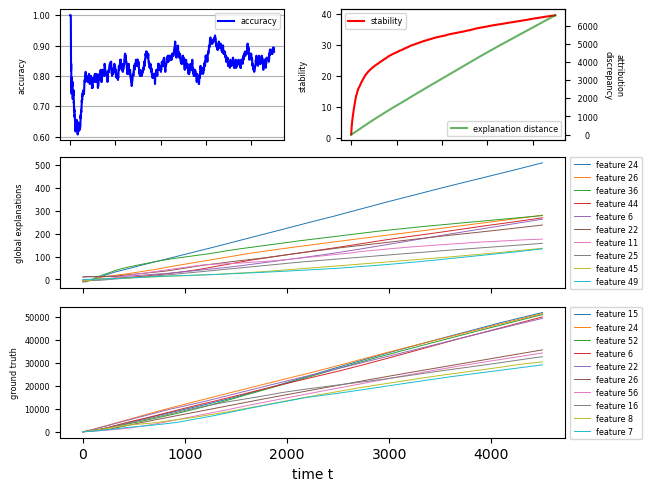 1.00
0.90
0.80
0.70
0.60
accuracy
accuracy
40
30
20
10
0
stability
stability
explanation distance
6000
5000
4000
3000
2000
1000
0
attribution
discrepancy
500
400
300
200
100
0
global explanations
feature 24
feature 26
feature 36
feature 44
feature 6
feature 22
feature 11
feature 25
feature 45
feature 49
50000
40000
30000
20000
10000
0
ground truth
feature 15
feature 24
feature 52
feature 6
feature 22
feature 26
feature 56
feature 16
feature 8
feature 7
0
1000
2000
3000
4000
time t